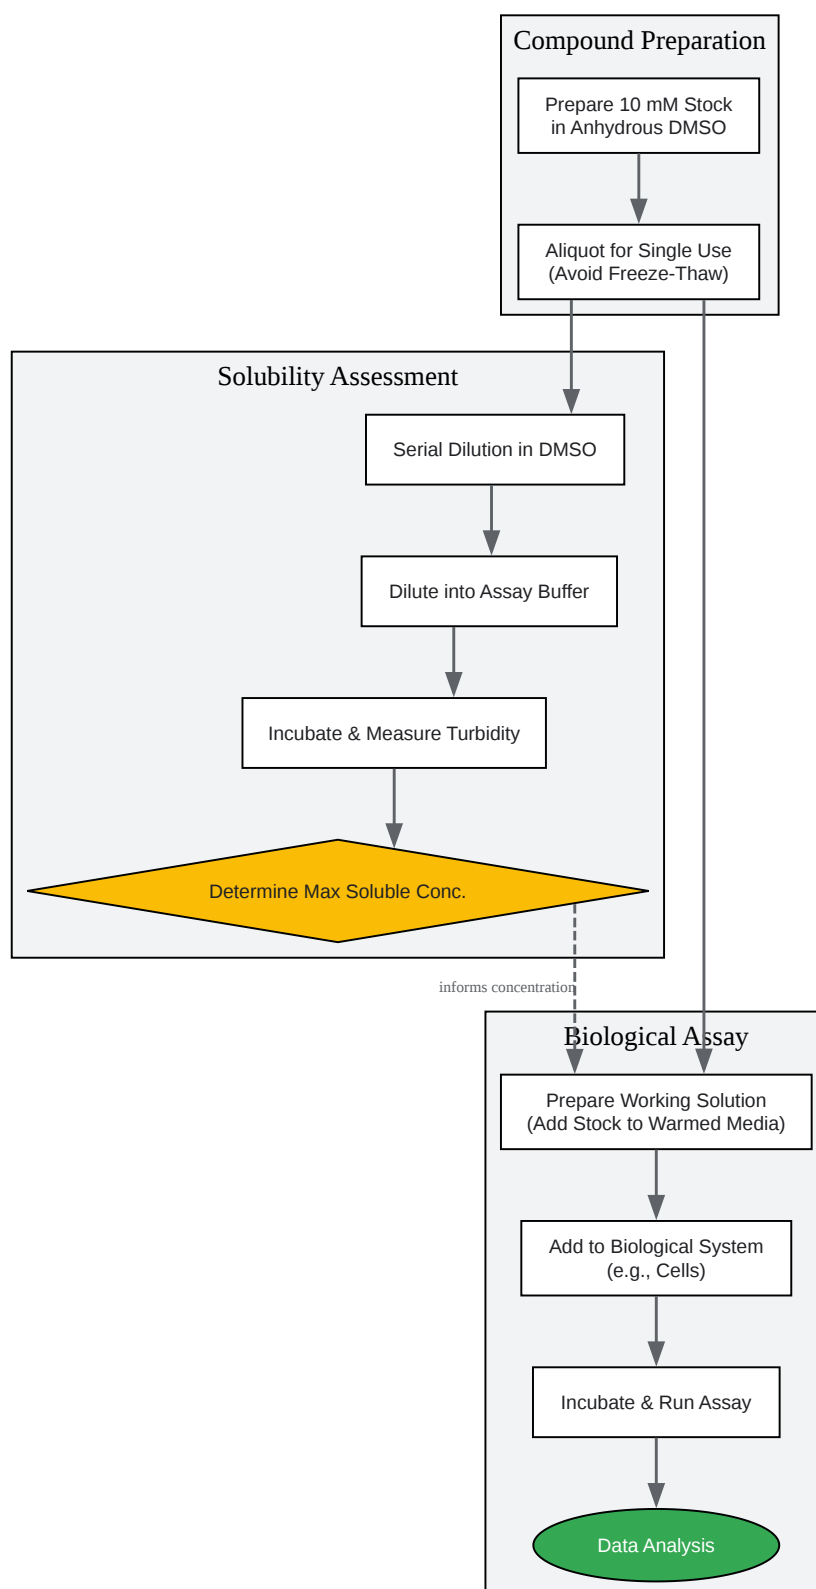 Compound Preparation
Prepare 10 mM Stock
in Anhydrous DMSO
Aliquot for Single Use
(Avoid Freeze-Thaw)
Solubility Assessment
Serial Dilution in DMSO
Dilute into Assay Buffer
Incubate & Measure Turbidity
Determine Max Soluble Conc.
informs concentration
Biological Assay
Prepare Working Solution
(Add Stock to Warmed Media)
Add to Biological System
(e.g., Cells)
Incubate & Run Assay
Data Analysis